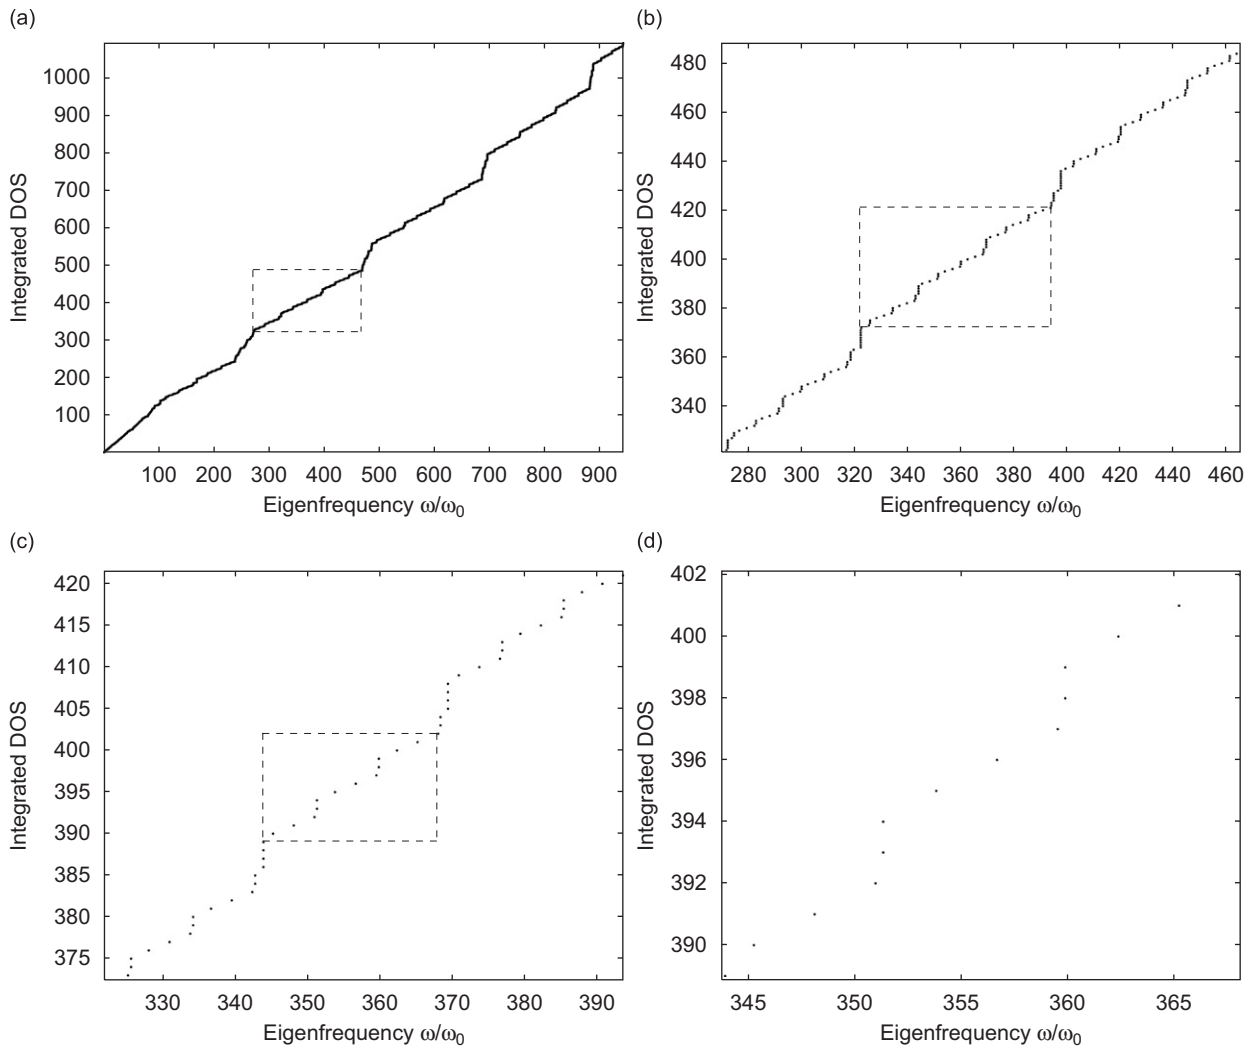 (a)
1000
900
800
700
600
500
400
300
200
100
Integrated DOS
100 200 300 400 500 600 700 800 900
Eigenfrequency ω/ω₀
(b)
480
460
440
420
400
380
360
340
Integrated DOS
280 300 320 340 360 380 400 420 440 460
Eigenfrequency ω/ω₀
(c)
420
415
410
405
400
395
390
385
380
375
Integrated DOS
330 340 350 360 370 380 390
Eigenfrequency ω/ω₀
(d)
402
400
398
396
394
392
390
Integrated DOS
345 350 355 360 365
Eigenfrequency ω/ω₀